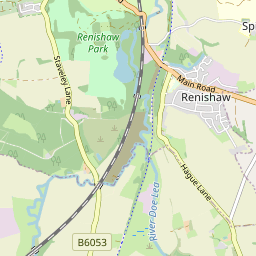 Renishaw
Park
Sp
Staveley Lane
Main Road
Renishaw
Hague Lane
River Doe Lea
B6053